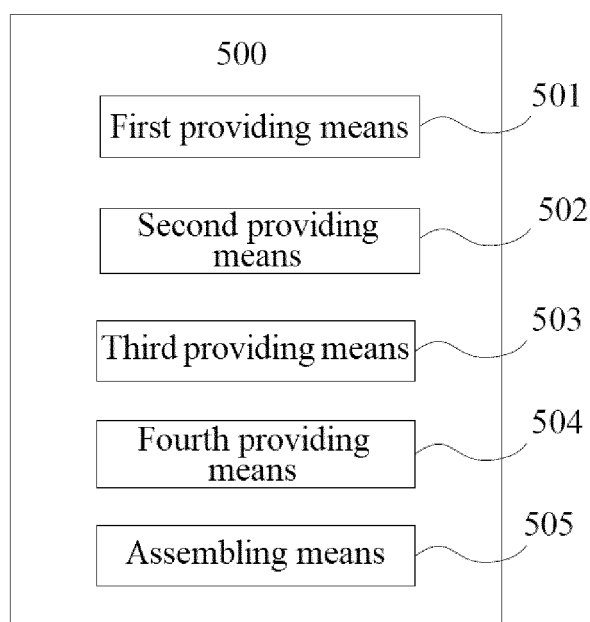 500
First providing means
501
Second providing
means
502
Third providing means
503
Fourth providing
means
504
Assembling means
505